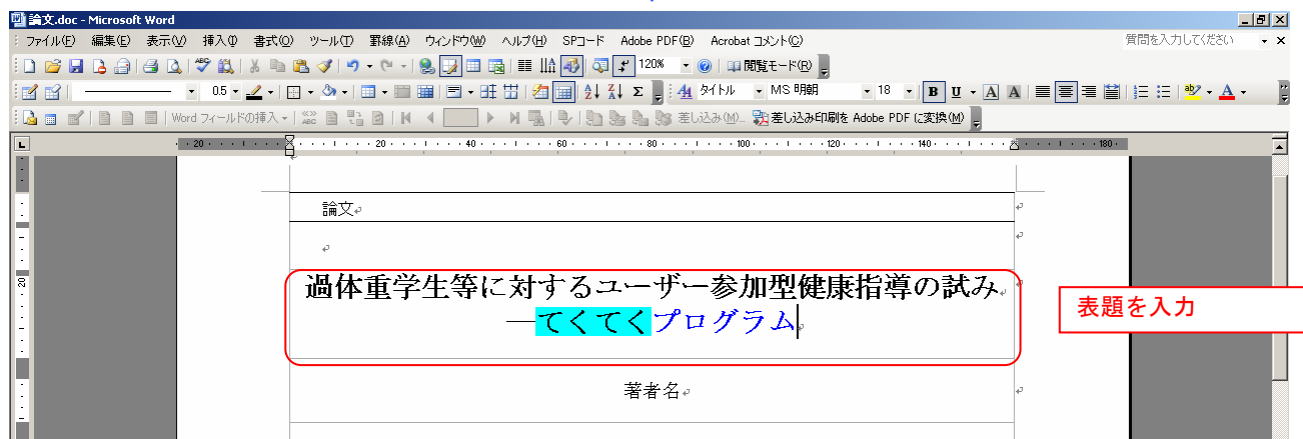 論文.doc - Microsoft Word
ファイル(F) 編集(E) 表示(V) 挿入(I) 書式(O) ツール(T) 罫線(A) ウィンドウ(W) ヘルプ(H) SPコード Adobe PDF(B) Acrobat コメント(C) 質問を入力してください
120% 閲覧モード(R)
0.5 タイトル MS 明朝 18 B U A A A
Word フィールドの挿入 差し込み(M)... 差し込み印刷を Adobe PDF に変換(M)
20 20 40 60 80 100 120 140 180
論文
過体重学生等に対するユーザー参加型健康指導の試み
―てくてくプログラム
表題を入力
著者名
20